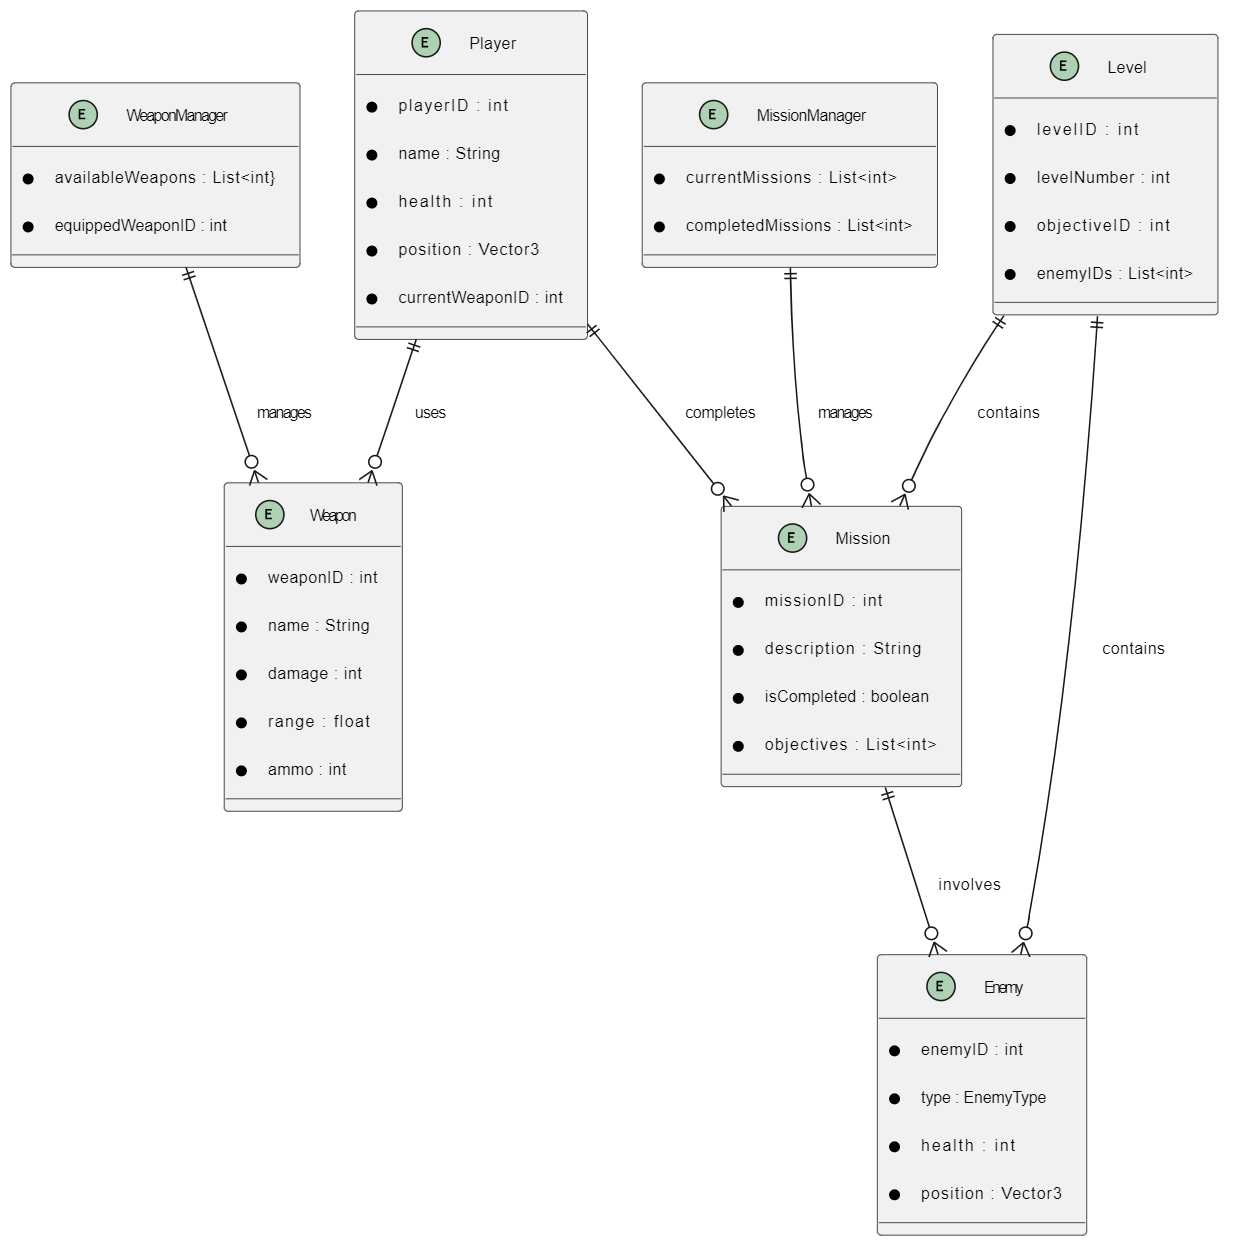 E Player
playerID : int
name : String
health : int
position : Vector3
currentWeaponID : int
E Level
levelID : int
levelNumber : int
objectiveID : int
enemyIDs : List<int>
E WeaponManager
availableWeapons : List<int}
equippedWeaponID : int
E MissionManager
currentMissions : List<int>
completedMissions : List<int>
manages
uses
completes
manages
contains
E Weapon
weaponID : int
name : String
damage : int
range : float
ammo : int
E Mission
missionID : int
description : String
isCompleted : boolean
objectives : List<int>
contains
involves
E Enemy
enemyID : int
type : EnemyType
health : int
position : Vector3